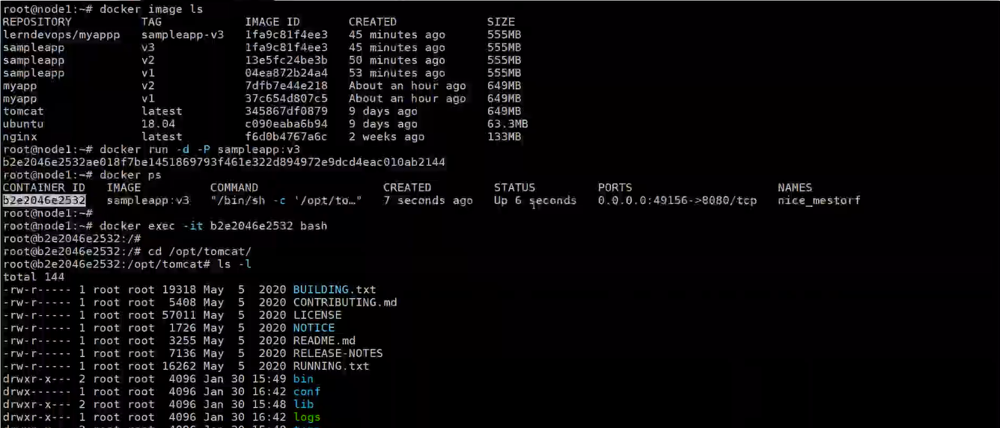 root@node1:~# docker image ls
REPOSITORY TAG IMAGE ID CREATED SIZE
lerndevops/myappp sampleapp-v3 1fa9c81f4ee3 45 minutes ago 555MB
sampleapp v3 1fa9c81f4ee3 45 minutes ago 555MB
sampleapp v2 13e5fc24be3b 50 minutes ago 555MB
sampleapp v1 04ea872b24a4 53 minutes ago 555MB
myapp v2 7dfb7e44e218 About an hour ago 649MB
myapp v1 37c654d807c5 About an hour ago 649MB
tomcat latest 345867df0879 9 days ago 649MB
ubuntu 18.04 c090eaba6b94 9 days ago 63.3MB
nginx latest f6d0b4767a6c 2 weeks ago 133MB
root@node1:~# docker run -d -P sampleapp:v3
b2e2046e2532ae018f7be1451869793f461e322d894972e9dcd4eac010ab2144
root@node1:~# docker ps
CONTAINER ID IMAGE COMMAND CREATED STATUS PORTS NAMES
b2e2046e2532 sampleapp:v3 "/bin/sh -c '/opt/to…" 7 seconds ago Up 6 seconds 0.0.0.0:49156->8080/tcp nice_mestorf
root@node1:~#
root@node1:~# docker exec -it b2e2046e2532 bash
root@b2e2046e2532:/#
root@b2e2046e2532:/# cd /opt/tomcat/
root@b2e2046e2532:/opt/tomcat# ls -l
total 144
-rw-r----- 1 root root 19318 May 5 2020 BUILDING.txt
-rw-r----- 1 root root 5408 May 5 2020 CONTRIBUTING.md
-rw-r----- 1 root root 57011 May 5 2020 LICENSE
-rw-r----- 1 root root 1726 May 5 2020 NOTICE
-rw-r----- 1 root root 3255 May 5 2020 README.md
-rw-r----- 1 root root 7136 May 5 2020 RELEASE-NOTES
-rw-r----- 1 root root 16262 May 5 2020 RUNNING.txt
drwxr-x--- 2 root root 4096 Jan 30 15:49 bin
drwx------ 1 root root 4096 Jan 30 16:42 conf
drwxr-x--- 2 root root 4096 Jan 30 15:48 lib
drwxr-x--- 1 root root 4096 Jan 30 16:42 logs